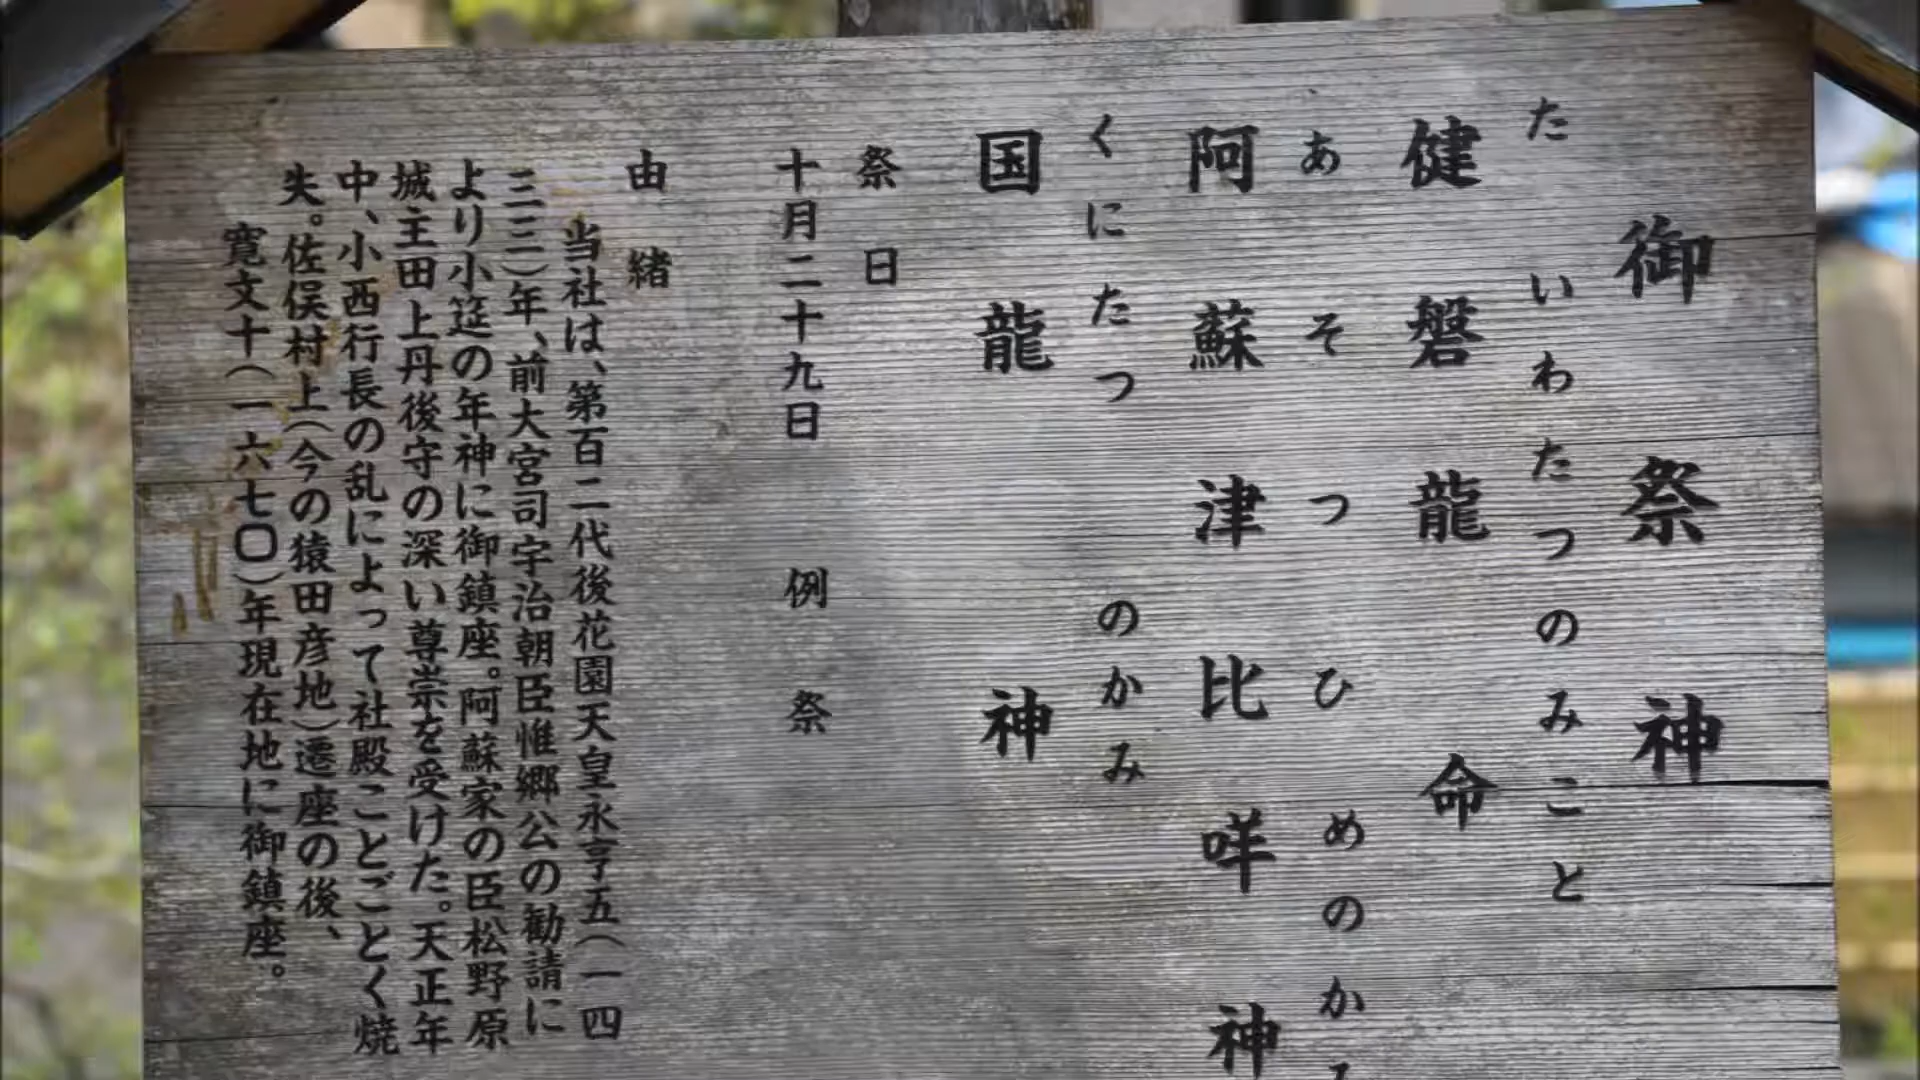 御祭神
たいわたつのみこと
健磐龍命
あそつひめのかみ
阿蘇津比咩神
くにたつのかみ
国龍神
祭日
十月二十九日 例祭
由緒
当社は、第百二代後花園天皇永亨五(一四
三三)年、前大宮司宇治朝臣惟郷公の勧請に
より小筵の年神に御鎮座。阿蘇家の臣松野原
城主田上丹後守の深い尊崇を受けた。天正年
中、小西行長の乱によって社殿ことごとく焼
失。佐俣村上(今の猿田彦地)遷座の後、
寛文十(一六七〇)年現在地に御鎮座。